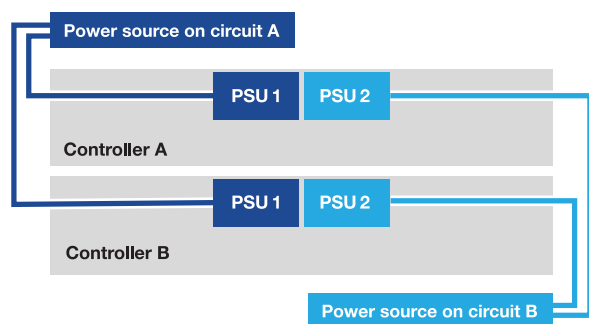 Power source on circuit A
PSU 1
PSU 2
Controller A
PSU 1
PSU 2
Controller B
Power source on circuit B